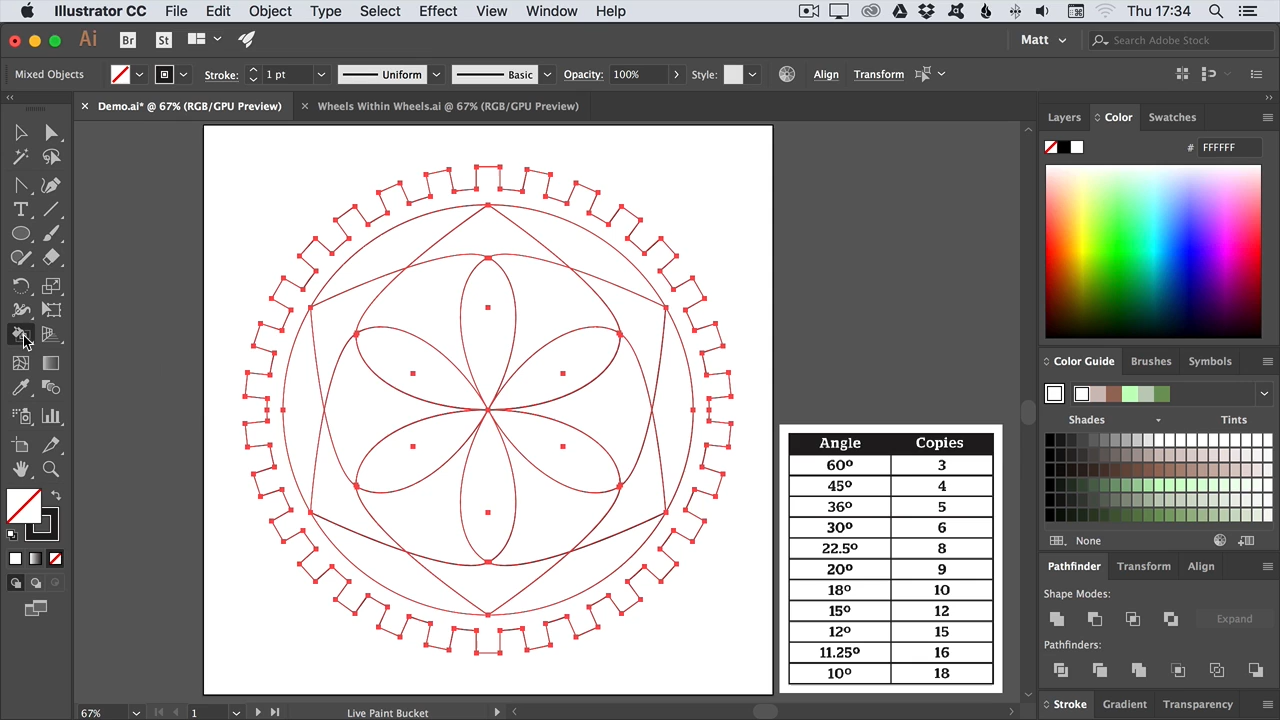 Illustrator CC File Edit Object Type Select Effect View Window Help Thu 17:34
Ai Br St Matt Search Adobe Stock
Mixed Objects Stroke: 1 pt Uniform Basic Opacity: 100% Style: Align Transform
Demo.ai* @ 67% (RGB/GPU Preview) Wheels Within Wheels.ai @ 67% (RGB/GPU Preview)
Layers Color Swatches
# FFFFFF
Color Guide Brushes Symbols
Shades Tints
None
Pathfinder Transform Align
Shape Modes:
Expand
Pathfinders:
Stroke Gradient Transparency
Angle Copies
60º 3
45º 4
36º 5
30º 6
22.5º 8
20º 9
18º 10
15º 12
12º 15
11.25º 16
10º 18
67% 1 Live Paint Bucket